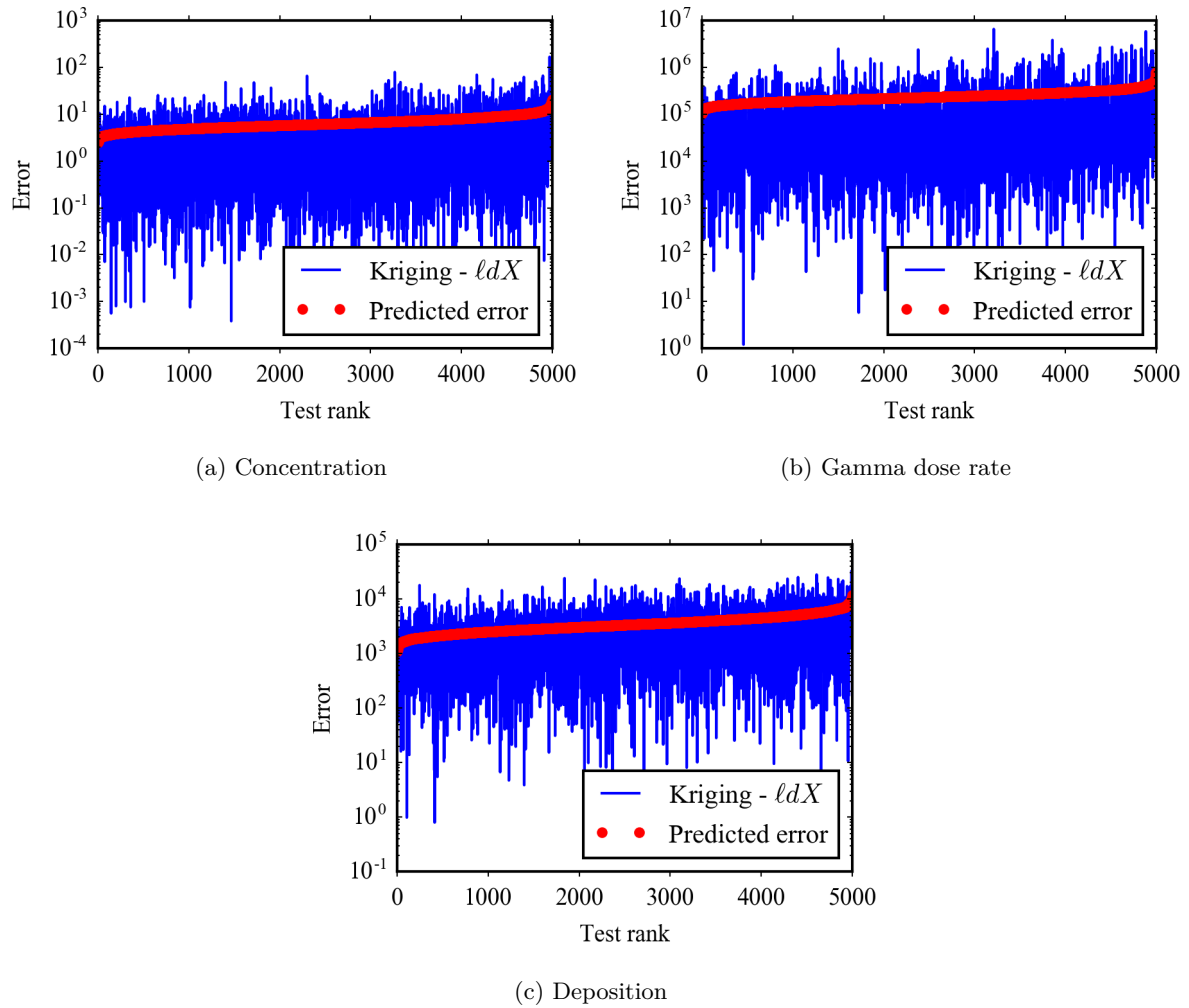 10^3
10^2
10^1
10^0
10^-1
10^-2
10^-3
10^-4
Error
Kriging - ℓdX
Predicted error
0 1000 2000 3000 4000 5000
Test rank
(a) Concentration
10^7
10^6
10^5
10^4
10^3
10^2
10^1
10^0
Error
Kriging - ℓdX
Predicted error
0 1000 2000 3000 4000 5000
Test rank
(b) Gamma dose rate
10^5
10^4
10^3
10^2
10^1
10^0
10^-1
Error
Kriging - ℓdX
Predicted error
0 1000 2000 3000 4000 5000
Test rank
(c) Deposition